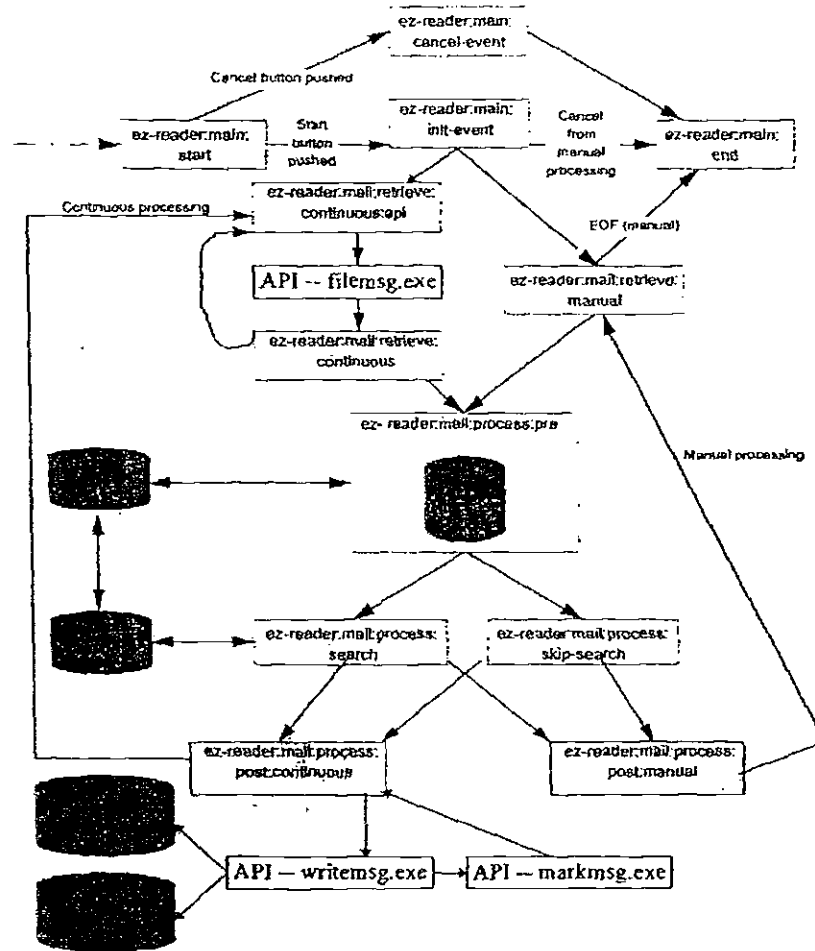 ez-reader:main:
cancel-event
Cancel button pushed
ez-reader:main:
start
Start
button
pushed
ez-reader:main:
init-event
Cancel
from
manual
processing
ez-reader:main:
end
Continuous processing
ez-reader:mail:retrieve:
continuous:api
EOF (manual)
API -- filemsg.exe
ez-reader:mail:retrieve:
manual
ez-reader:mail:retrieve:
continuous
ez- reader:mail:process:pre
Manual processing
ez-reader:mail:process:
search
ez-reader:mail:process:
skip-search
ez-reader:mail:process:
post:continuous
ez-reader:mail:process:
post:manual
API — writemsg.exe
API -- markmsg.exe